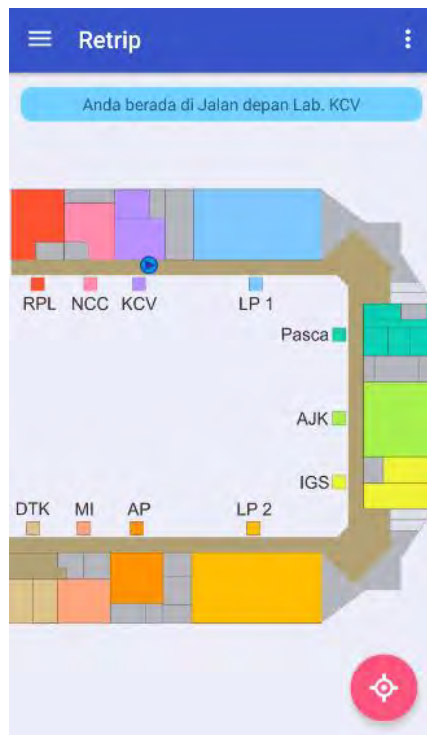 Retrip
Anda berada di Jalan depan Lab. KCV
RPL NCC KCV LP 1
Pasca
AJK
IGS
DTK MI AP LP 2